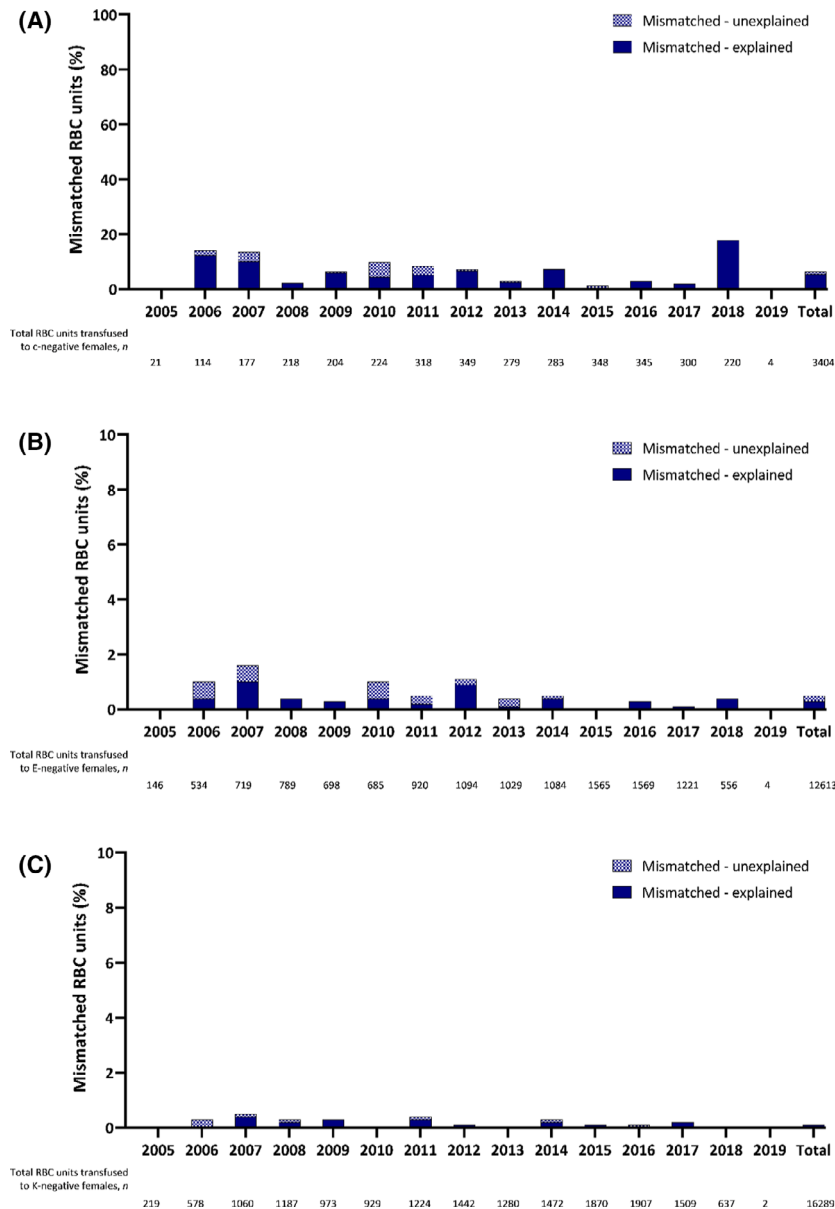 (A)
Mismatched RBC units (%)
100
80
60
40
20
0
Mismatched - unexplained
Mismatched - explained
2005 2006 2007 2008 2009 2010 2011 2012 2013 2014 2015 2016 2017 2018 2019 Total
Total RBC units transfused
to c-negative females, n
21 114 177 218 204 224 318 349 279 283 348 345 300 220 4 3404
(B)
Mismatched RBC units (%)
10
8
6
4
2
0
Mismatched - unexplained
Mismatched - explained
2005 2006 2007 2008 2009 2010 2011 2012 2013 2014 2015 2016 2017 2018 2019 Total
Total RBC units transfused
to E-negative females, n
146 534 719 789 698 685 920 1094 1029 1084 1565 1569 1221 556 4 12613
(C)
Mismatched RBC units (%)
10
8
6
4
2
0
Mismatched - unexplained
Mismatched - explained
2005 2006 2007 2008 2009 2010 2011 2012 2013 2014 2015 2016 2017 2018 2019 Total
Total RBC units transfused
to K-negative females, n
219 578 1060 1187 973 929 1224 1442 1280 1472 1870 1907 1509 637 2 16289